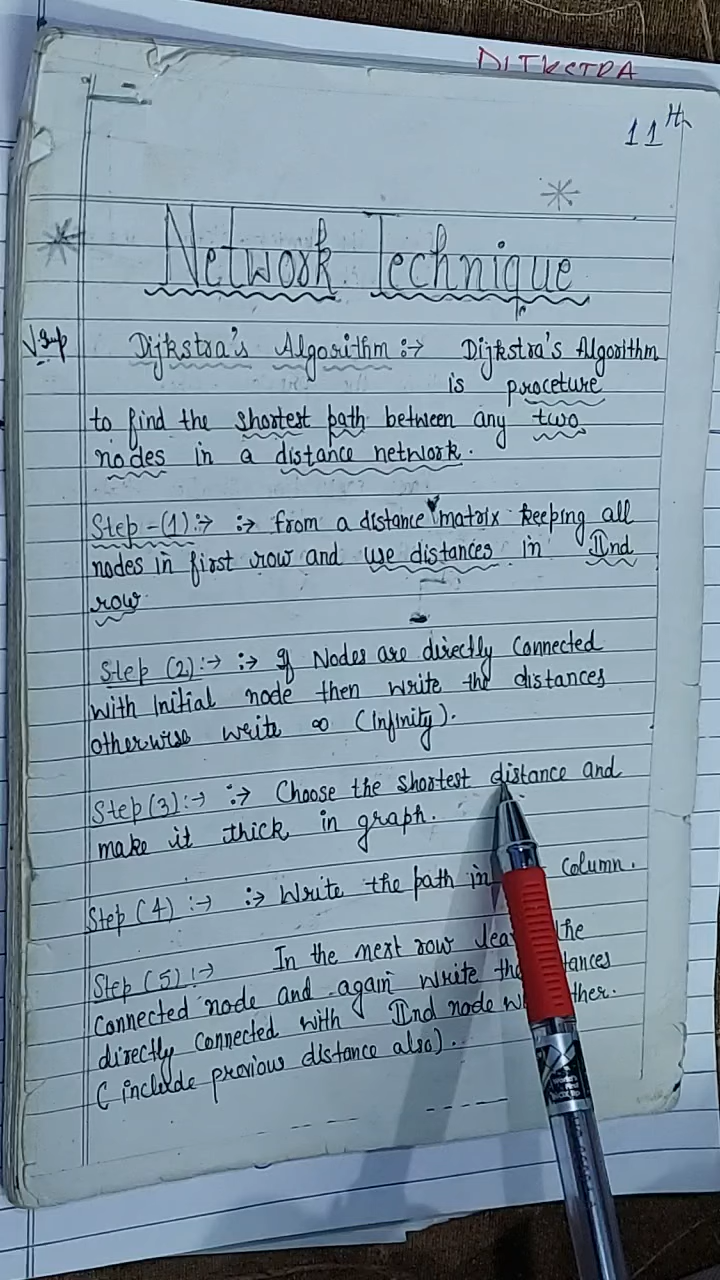 DIJKSTRA
11th
Network Technique
V.Imp Dijkstra's Algorithm :→ Dijkstra's Algorithm
is proceture
to find the shortest path between any two
nodes in a distance network.
Step-(1):→ :→ from a distance matrix keeping all
nodes in first row and use distances in IInd
row
Step (2):→ :→ If Nodes are directly Connected
with Initial node then write the distances
otherwise write ∞ (Infinity).
Step(3):→ :→ Choose the shortest distance and
make it thick in graph.
Step (4) :→ :→ Write the path in column.
Step (5):→ In the next row the
Connected node and again write
directly Connected with IInd node
( include previous distance also).